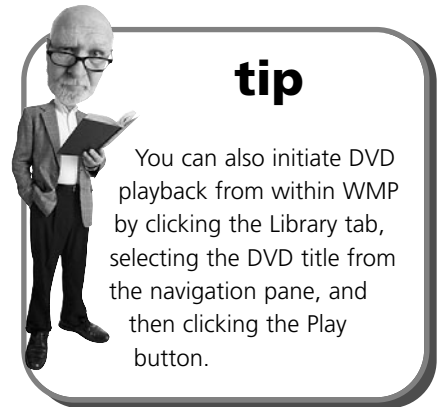 tip
You can also initiate DVD
playback from within WMP
by clicking the Library tab,
selecting the DVD title from
the navigation pane, and
then clicking the Play
button.